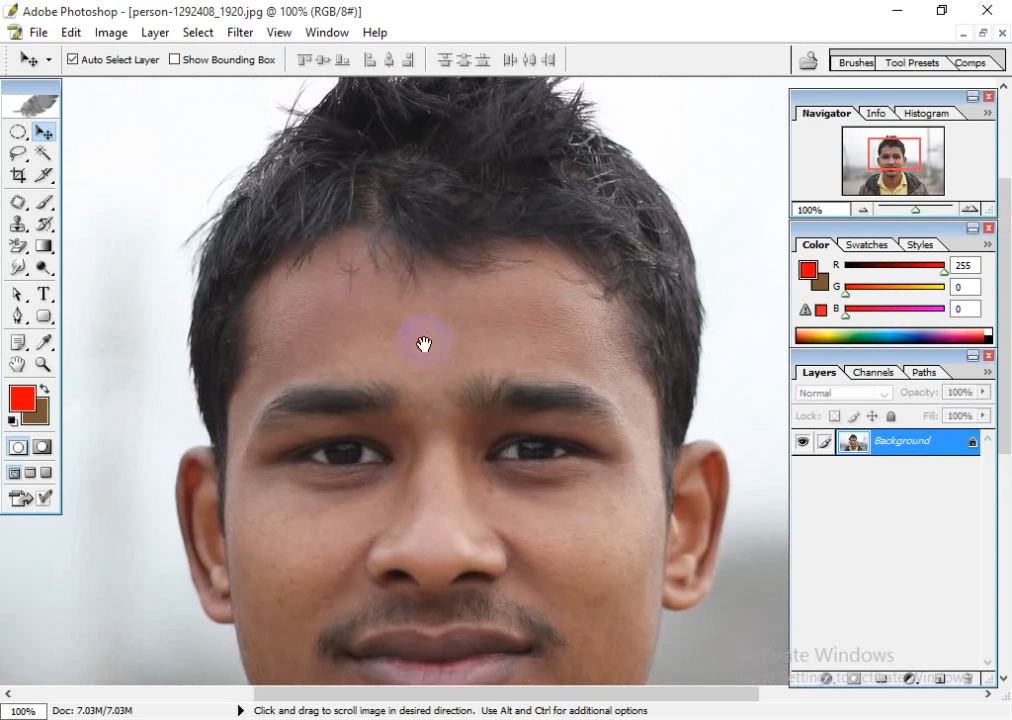 Adobe Photoshop - [person-1292408_1920.jpg @ 100% (RGB/8#)]
File Edit Image Layer Select Filter View Window Help
Auto Select Layer Show Bounding Box
Brushes Tool Presets Comps
Navigator Info Histogram
100%
Color Swatches Styles
R 255
G 0
B 0
Layers Channels Paths
Normal Opacity: 100%
Lock: Fill: 100%
Background
T
te Windows
100% Doc: 7.03M/7.03M Click and drag to scroll image in desired direction. Use Alt and Ctrl for additional options